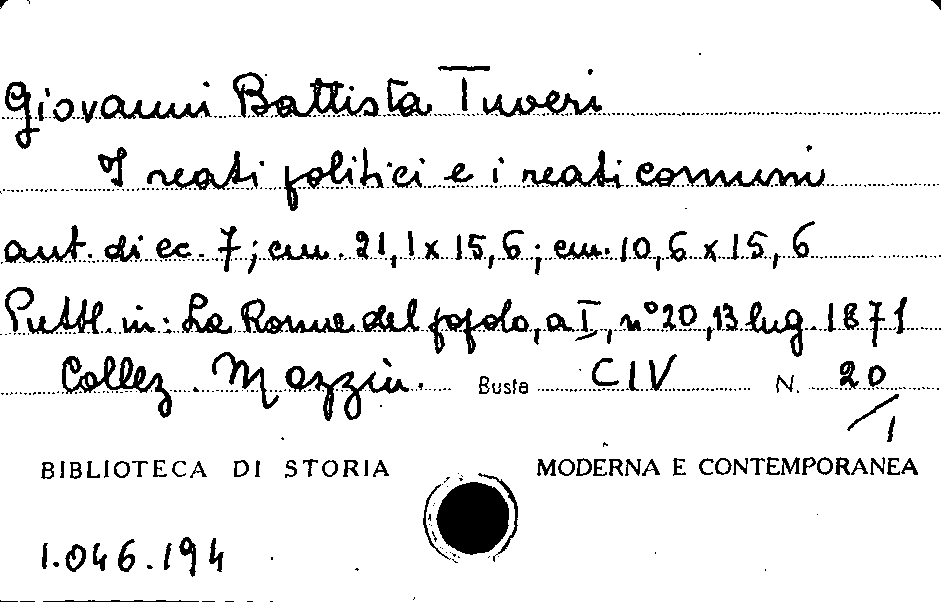 Giovanni Battista Tuveri
I reati politici e i reati comuni
aut. di cc. 7; cm. 21,1 x 15,6; cm. 10,6 x 15,6
Pubbl. in: La Roma del popolo, a I, n° 20, 13 lug. 1871
Collez. Mazzin. Busta CIV N. 20/1
BIBLIOTECA DI STORIA MODERNA E CONTEMPORANEA
1.046.194